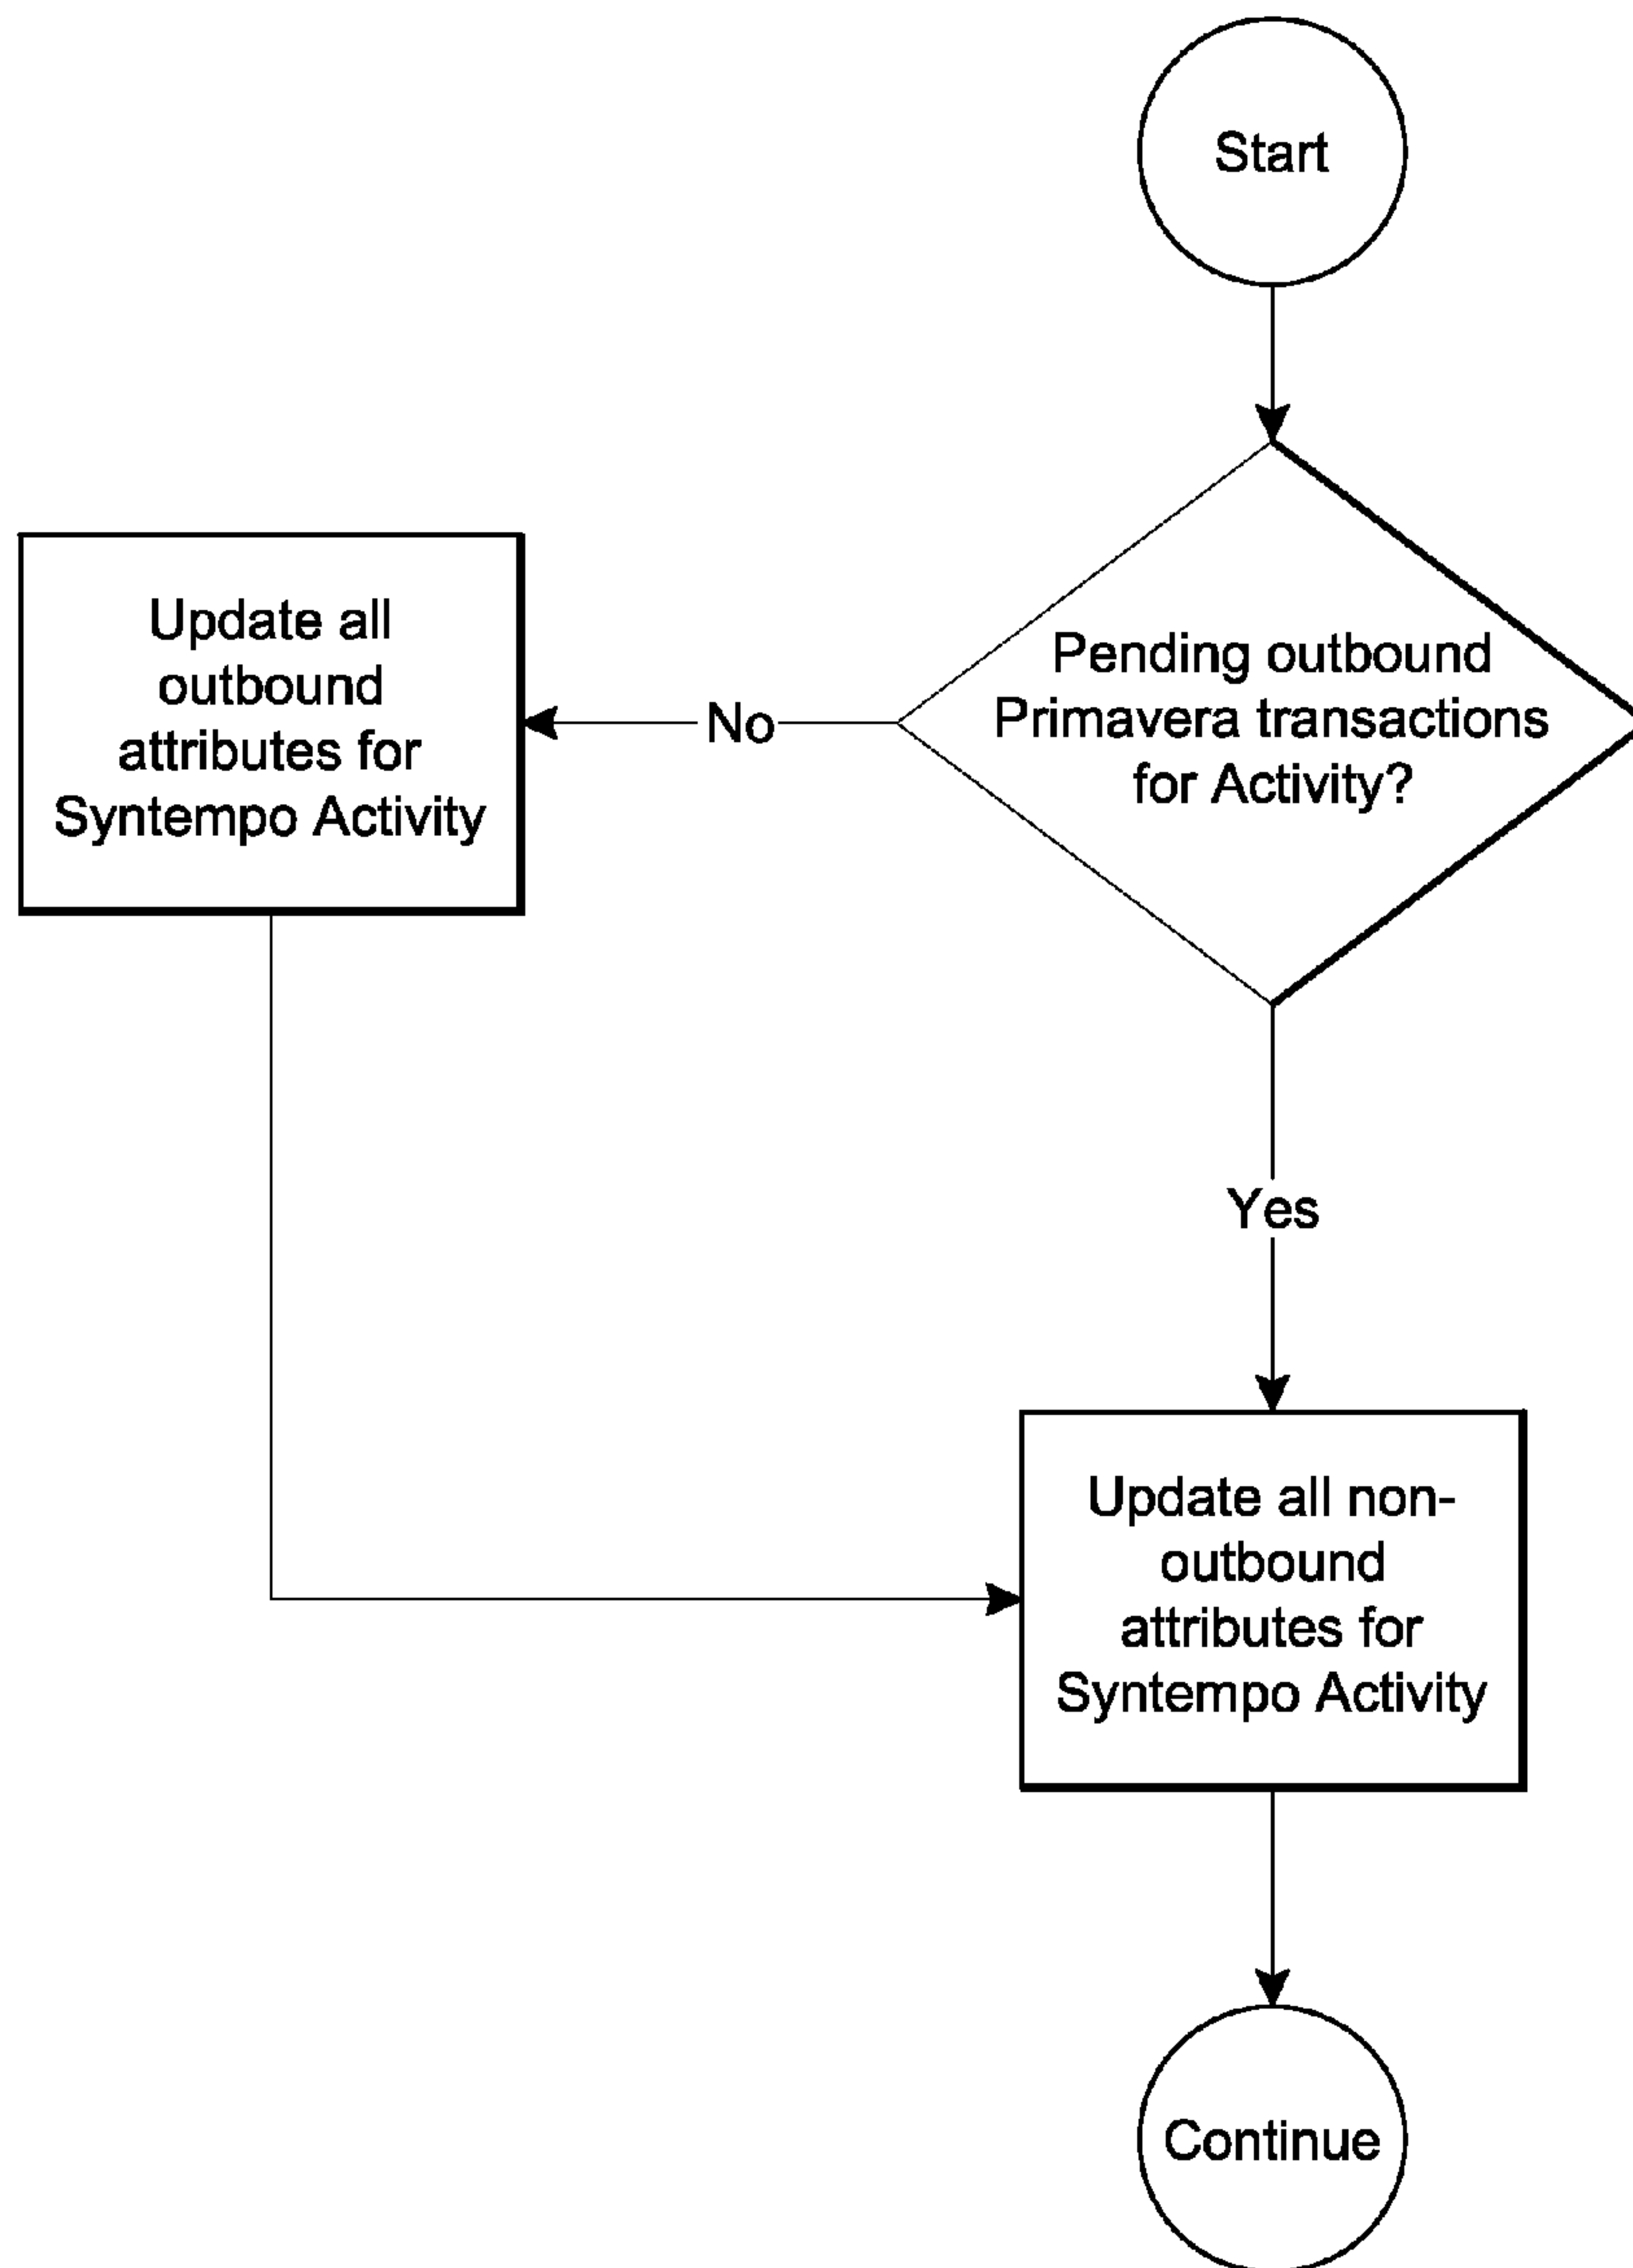 Start
Pending outbound
Primavera transactions
for Activity?
No
Update all
outbound
attributes for
Syntempo Activity
Yes
Update all non-
outbound
attributes for
Syntempo Activity
Continue